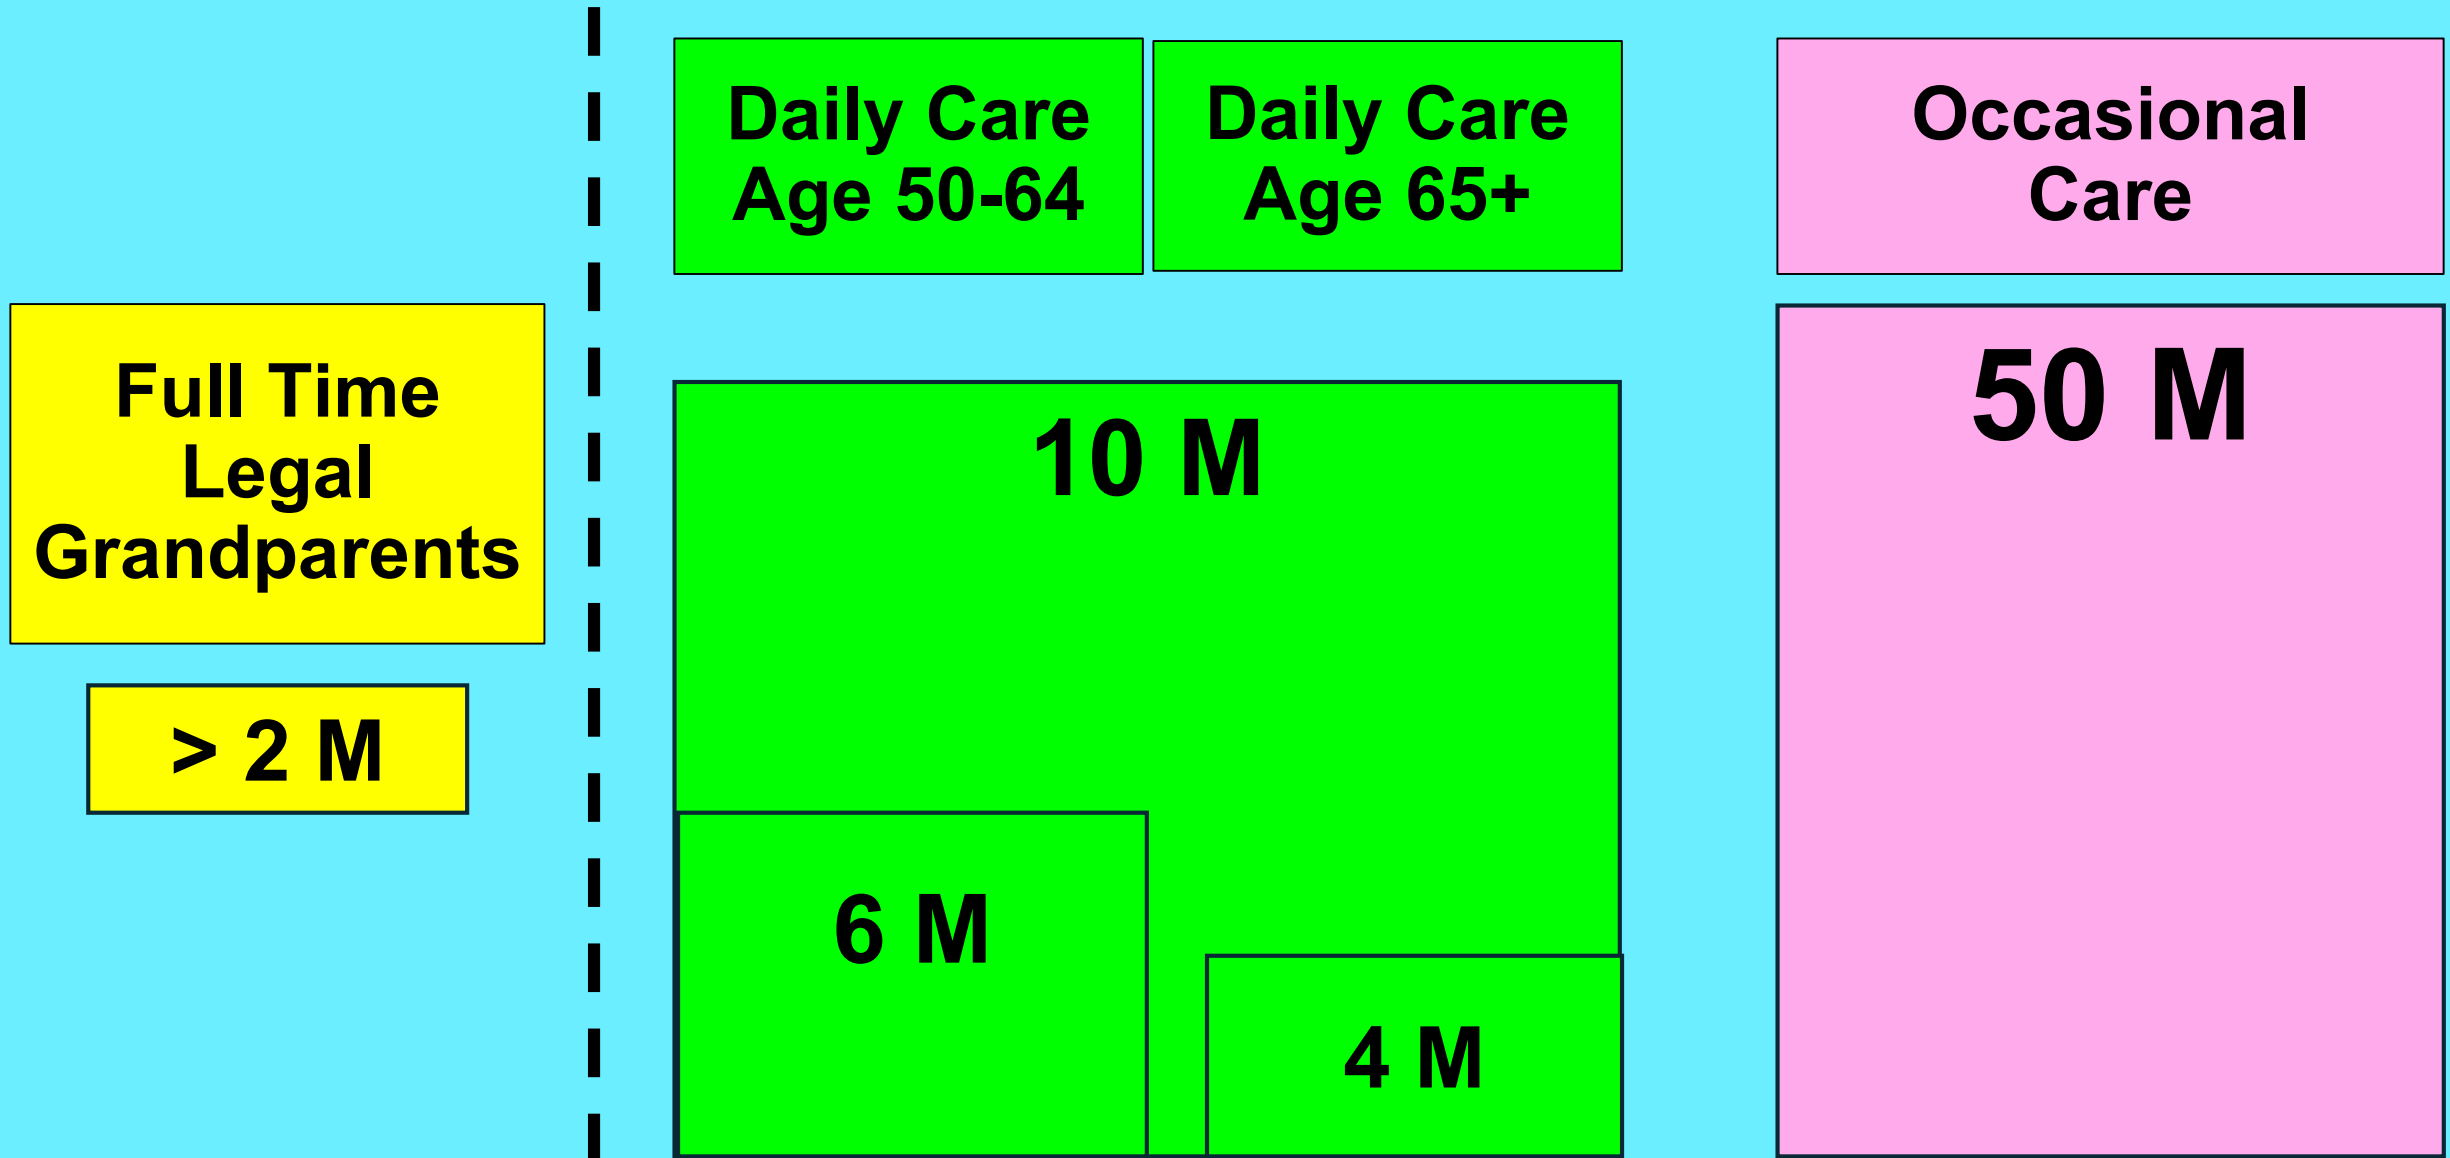 Full Time
Legal
Grandparents
> 2 M
Daily Care
Age 50-64
Daily Care
Age 65+
10 M
6 M
4 M
Occasional
Care
50 M